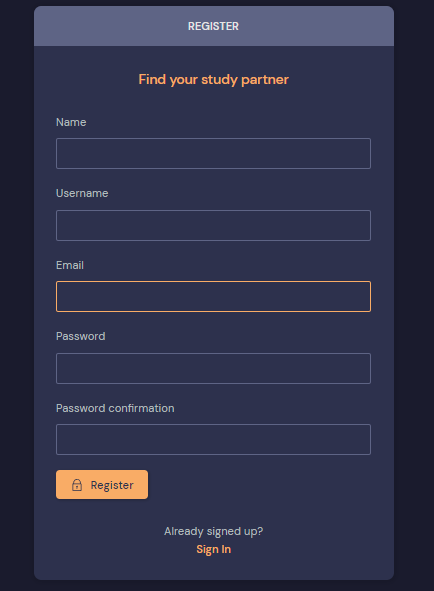 REGISTER
Find your study partner
Name
Username
Email
Password
Password confirmation
Register
Already signed up?
Sign In